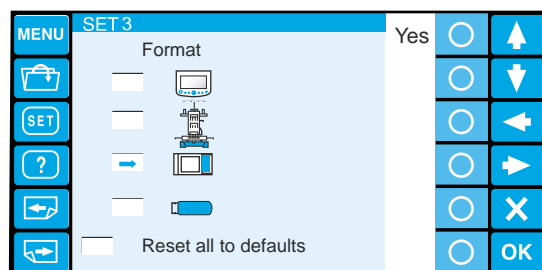 MENU
SET 3
Format
Yes
SET
?
Reset all to defaults
OK